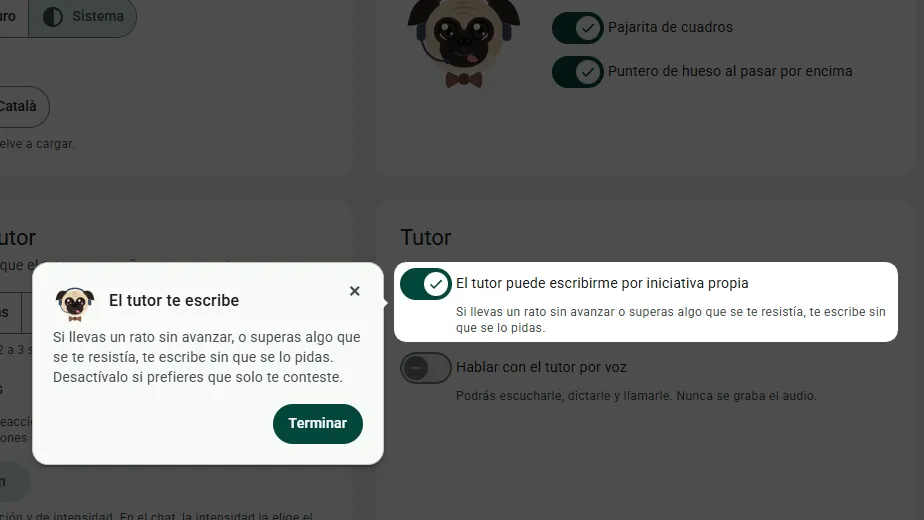 uro
Sistema
Català
elve a cargar.
Pajarita de cuadros
Puntero de hueso al pasar por encima
utor
que el
as
2 a 3 s
s
eacci
ones
n
ción y de intensidad. En el chat, la intensidad la elige el
El tutor te escribe
Si llevas un rato sin avanzar, o superas algo que
se te resistía, te escribe sin que se lo pidas.
Desactívalo si prefieres que solo te conteste.
Terminar
Tutor
El tutor puede escribirme por iniciativa propia
Si llevas un rato sin avanzar o superas algo que se te resistía, te escribe sin
que se lo pidas.
Hablar con el tutor por voz
Podrás escucharle, dictarle y llamarle. Nunca se graba el audio.